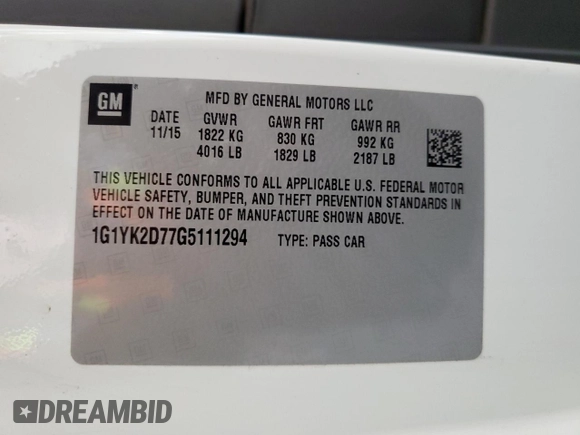 GM
MFD BY GENERAL MOTORS LLC
DATE GVWR GAWR FRT GAWR RR
11/15 1822 KG 830 KG 992 KG
4016 LB 1829 LB 2187 LB
THIS VEHICLE CONFORMS TO ALL APPLICABLE U.S. FEDERAL MOTOR
VEHICLE SAFETY, BUMPER, AND THEFT PREVENTION STANDARDS IN
EFFECT ON THE DATE OF MANUFACTURE SHOWN ABOVE.
1G1YK2D77G5111294 TYPE: PASS CAR
DREAMBID